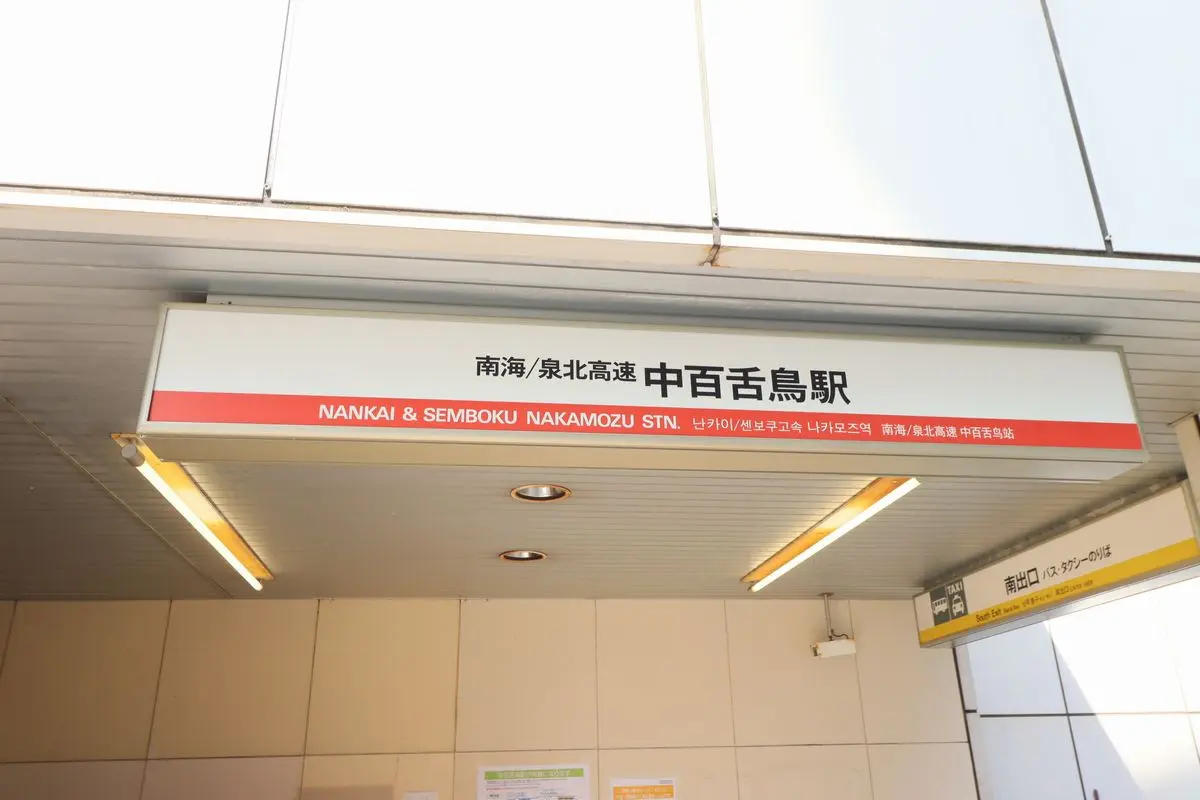 南海/泉北高速 中百舌鳥駅
NANKAI & SEMBOKU NAKAMOZU STN. 난카이/센보쿠고속 나카모즈역 南海/泉北高速 中百舌鸟站
TAXI 南出口 バス・タクシーのりば
South Exit